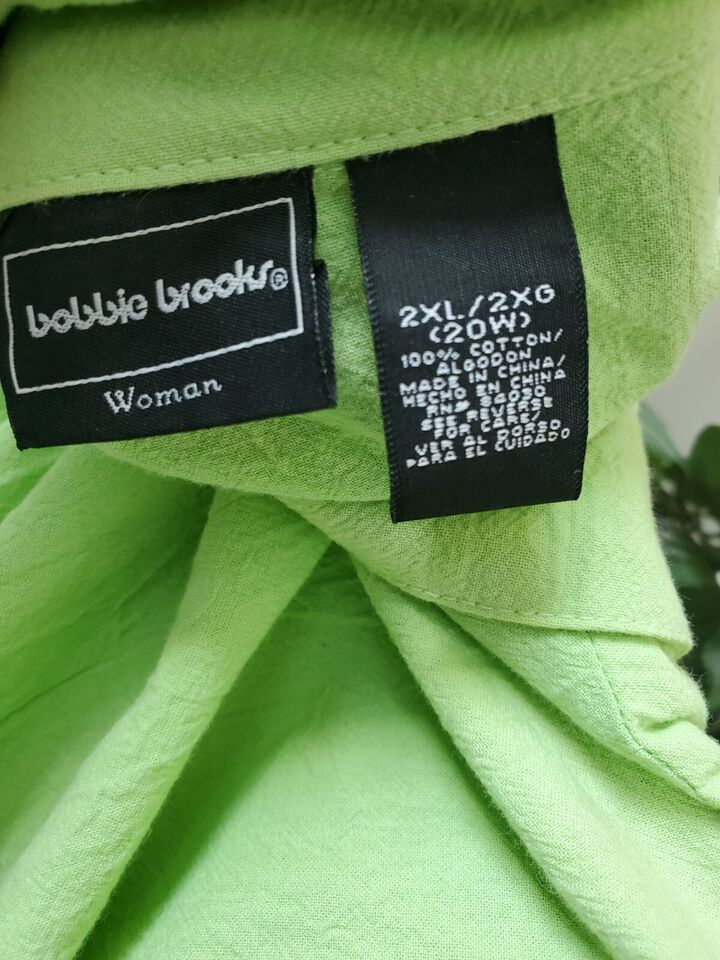 bobbie brooks®
Woman
2XL/2XG
(20W)
100% COTTON/
ALGODON
MADE IN CHINA/
HECHO EN CHINA
RN# 94030
SEE REVERSE
FOR CARE/
VER AL DORSO
PARA EL CUIDADO